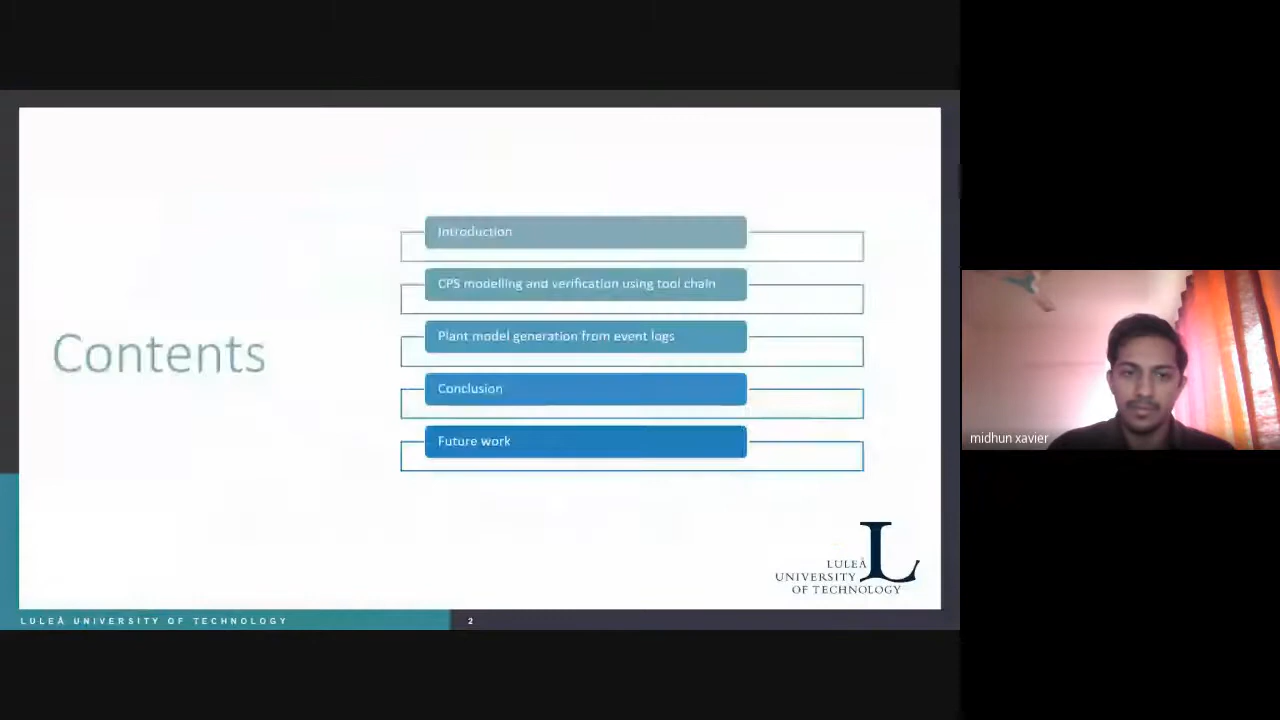 Contents
Introduction
CPS modelling and verification using tool chain
Plant model generation from event logs
Conclusion
Future work
LULEÅ
UNIVERSITY
OF TECHNOLOGY
L
LULEÅ UNIVERSITY OF TECHNOLOGY
2
midhun xavier